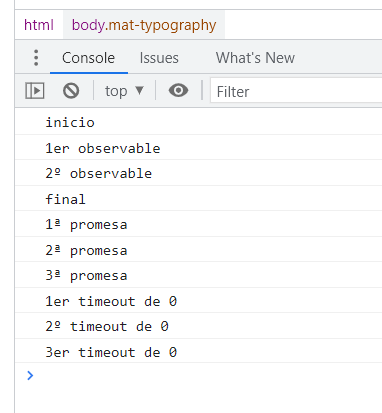 html body.mat-typography
Console Issues What's New
top ▼ Filter
inicio
1er observable
2º observable
final
1ª promesa
2ª promesa
3ª promesa
1er timeout de 0
2º timeout de 0
3er timeout de 0